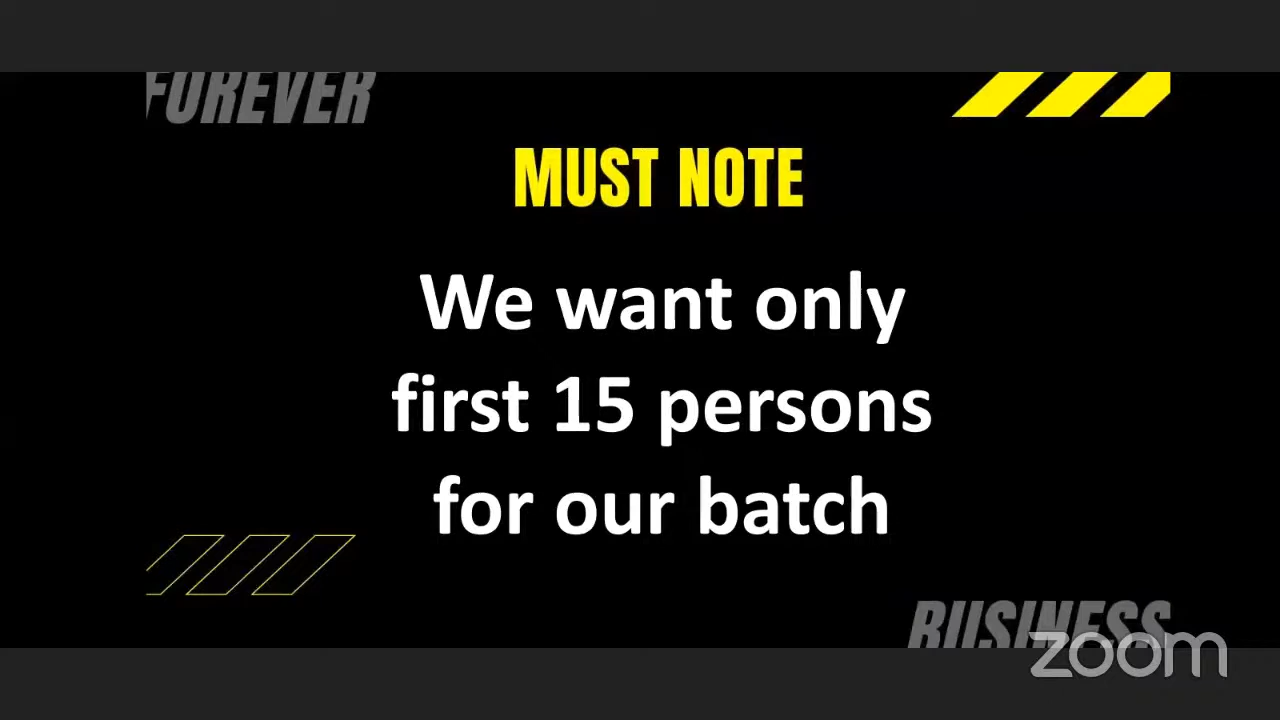 FOREVER
MUST NOTE
We want only
first 15 persons
for our batch
BUSINESS
zoom